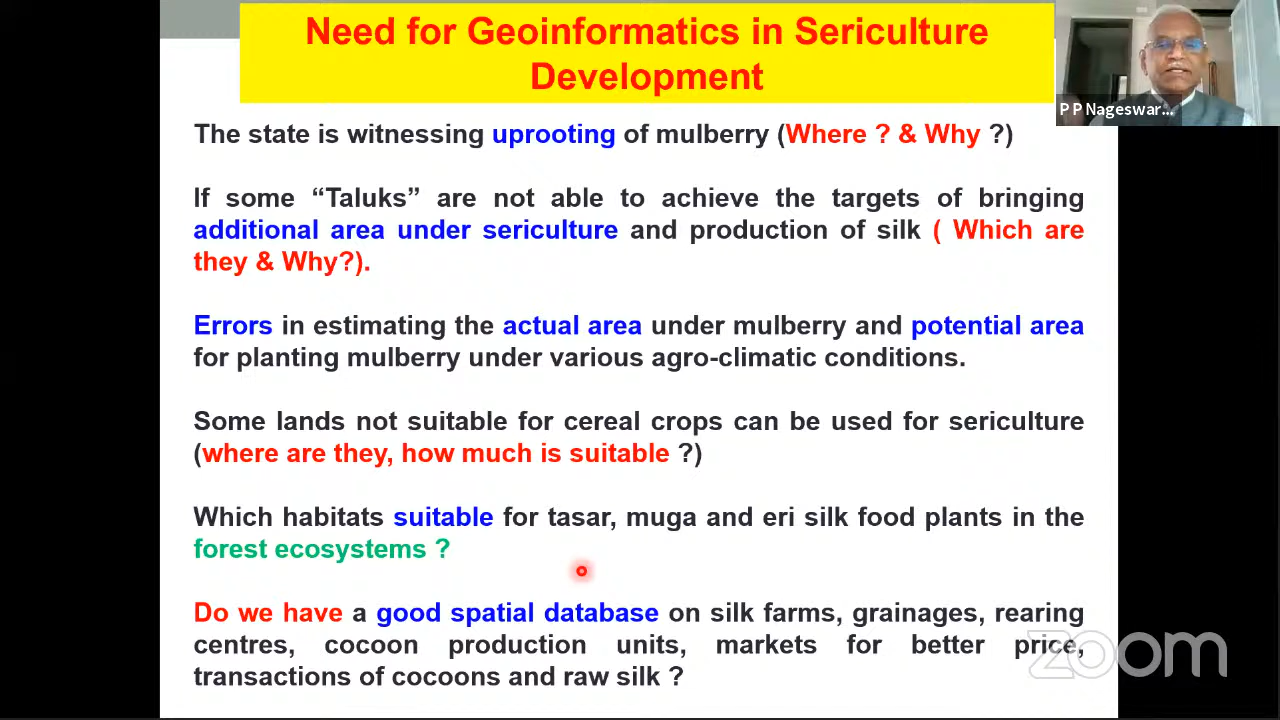 Need for Geoinformatics in Sericulture
Development
P P Nageswar...
The state is witnessing uprooting of mulberry (Where ? & Why ?)
If some “Taluks” are not able to achieve the targets of bringing
additional area under sericulture and production of silk ( Which are
they & Why?).
Errors in estimating the actual area under mulberry and potential area
for planting mulberry under various agro-climatic conditions.
Some lands not suitable for cereal crops can be used for sericulture
(where are they, how much is suitable ?)
Which habitats suitable for tasar, muga and eri silk food plants in the
forest ecosystems ?
Do we have a good spatial database on silk farms, grainages, rearing
centres, cocoon production units, markets for better price,
transactions of cocoons and raw silk ?
zoom